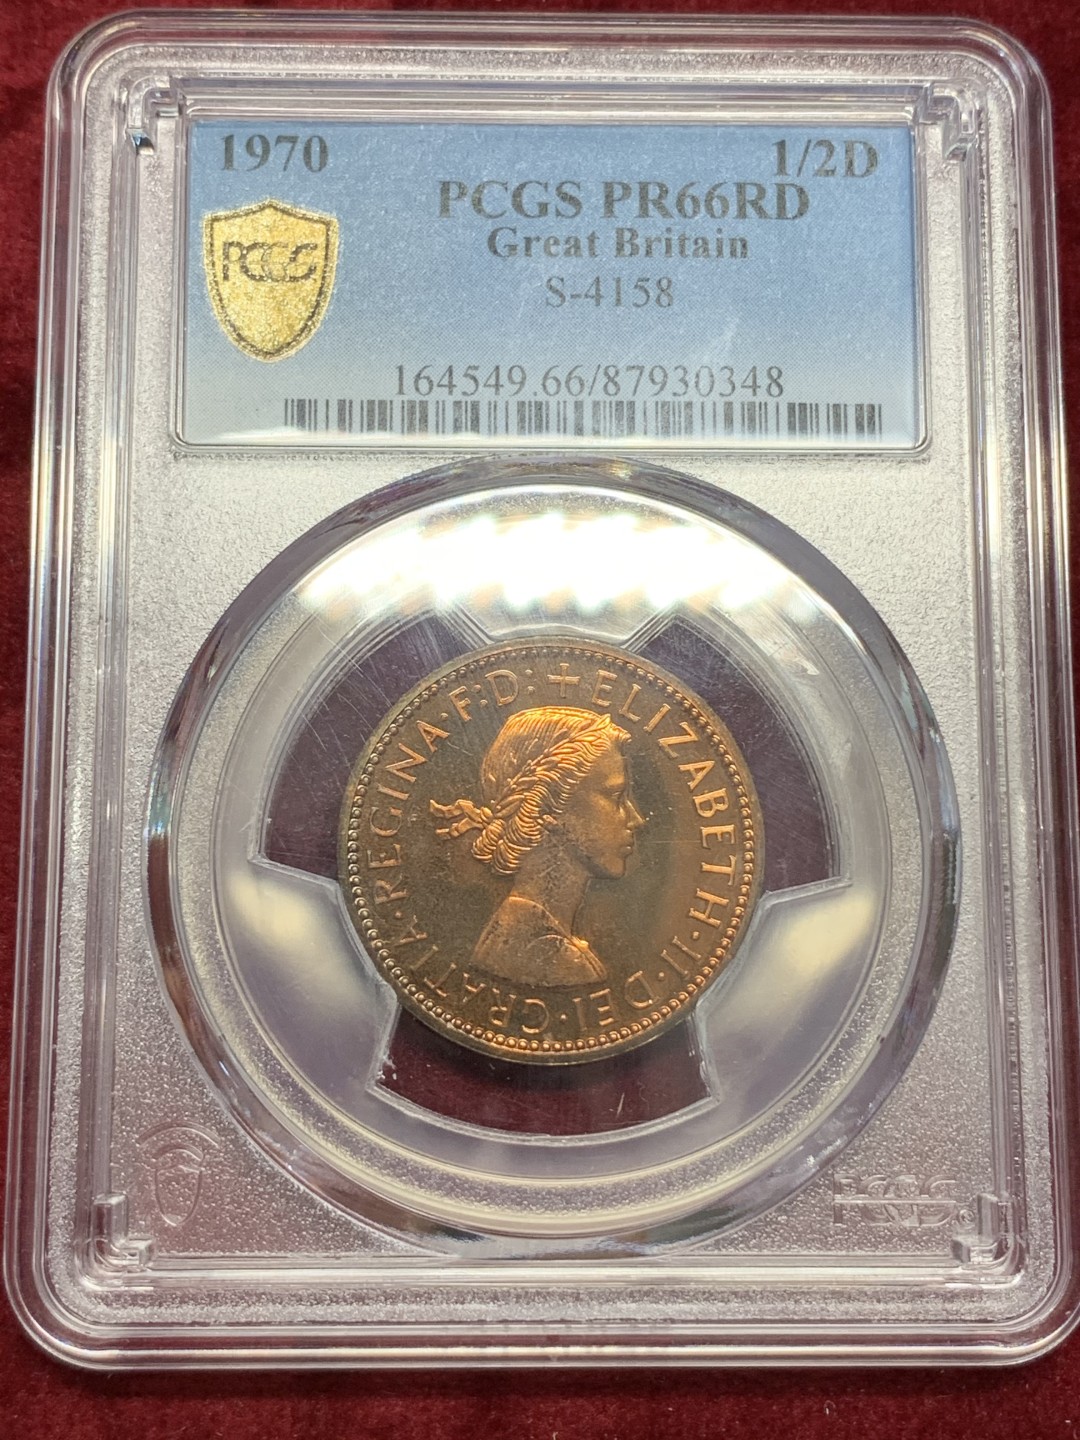 1970 1/2D
PCGS PR66RD
Great Britain
S-4158
PCGS
164549.66/87930348
+ ELIZABETH·II·DEI·GRATIA·REGINA·F:D:
PCGS